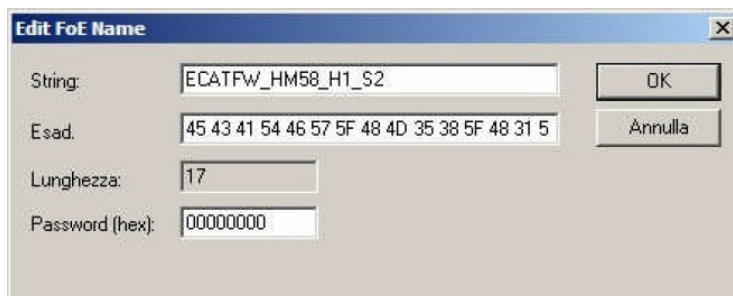 Edit FoE Name
String: ECATFW_HM58_H1_S2 OK
Esad. 45 43 41 54 46 57 5F 48 4D 35 38 5F 48 31 5 Annulla
Lunghezza: 17
Password (hex): 00000000